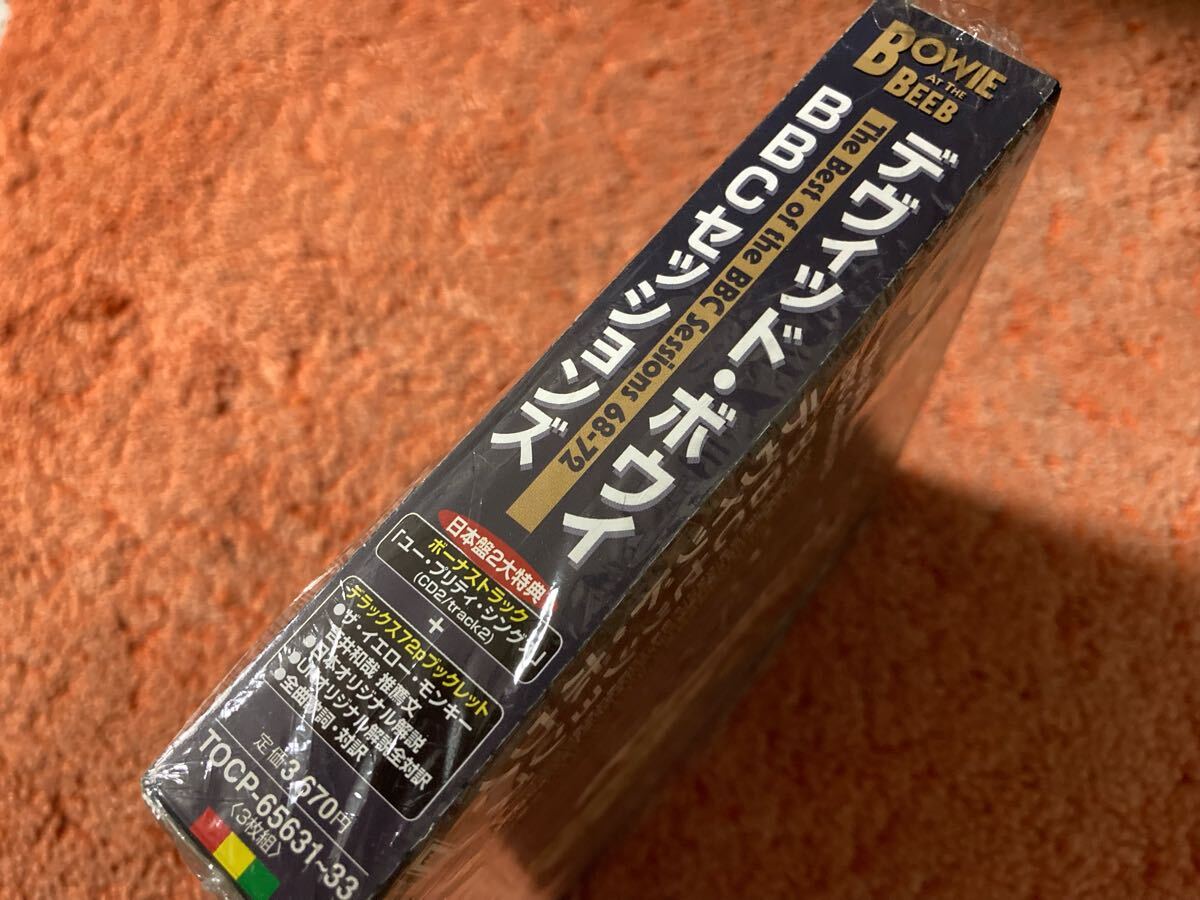 BOWIE
AT THE
BEEB
デヴィッド・ボウイ
The Best of the BBC Sessions 68-72
BBCセッションズ
日本盤2大特典
ボーナストラック
「ユー・プリティ・シングス」
(CD2/track2)
+
デラックス72pブックレット
●ザ・イエロー・モンキー
吉井和哉 推薦文
●日本オリジナル解説
●UKオリジナル解説全対訳
●全曲歌詞・対訳
定価3,670円
TOCP-65631~33
〈3枚組〉